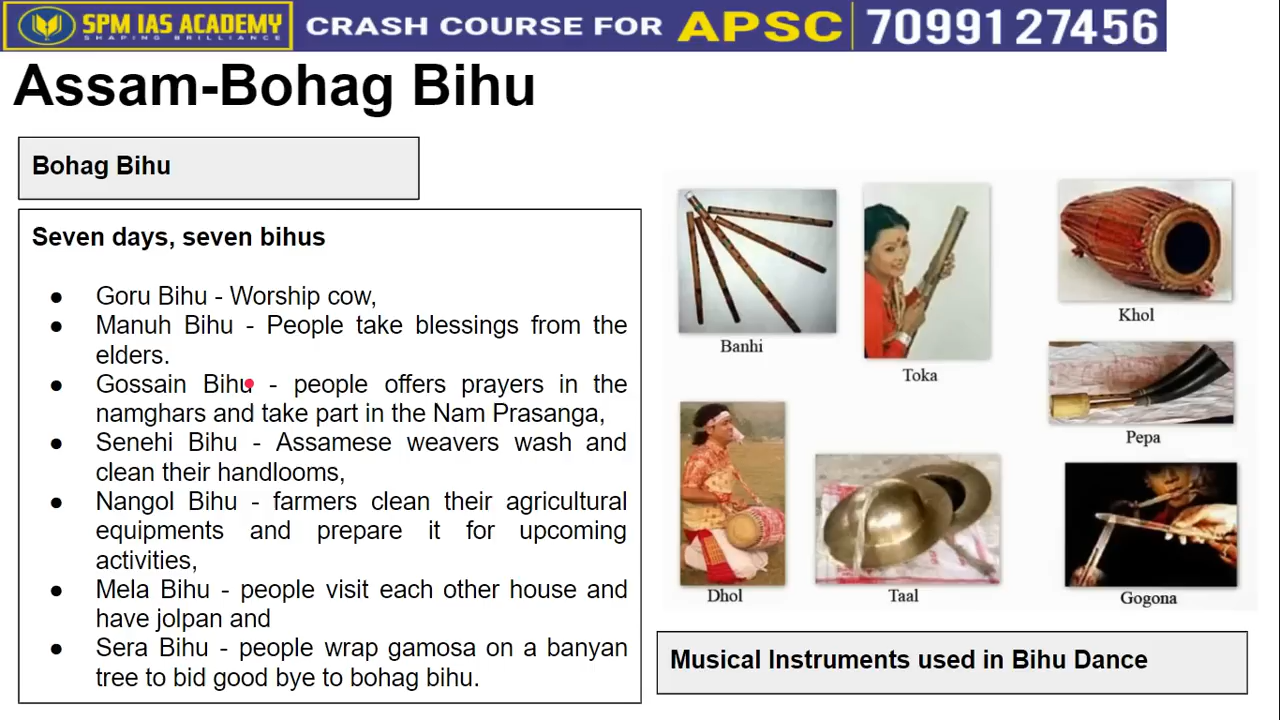 SPM IAS ACADEMY
SHAPING BRILLIANCE
CRASH COURSE FOR APSC 70991 27456
Assam-Bohag Bihu
Bohag Bihu
Seven days, seven bihus
● Goru Bihu - Worship cow,
● Manuh Bihu - People take blessings from the
elders.
● Gossain Bihu - people offers prayers in the
namghars and take part in the Nam Prasanga,
● Senehi Bihu - Assamese weavers wash and
clean their handlooms,
● Nangol Bihu - farmers clean their agricultural
equipments and prepare it for upcoming
activities,
● Mela Bihu - people visit each other house and
have jolpan and
● Sera Bihu - people wrap gamosa on a banyan
tree to bid good bye to bohag bihu.
Banhi
Toka
Khol
Pepa
Dhol
Taal
Gogona
Musical Instruments used in Bihu Dance